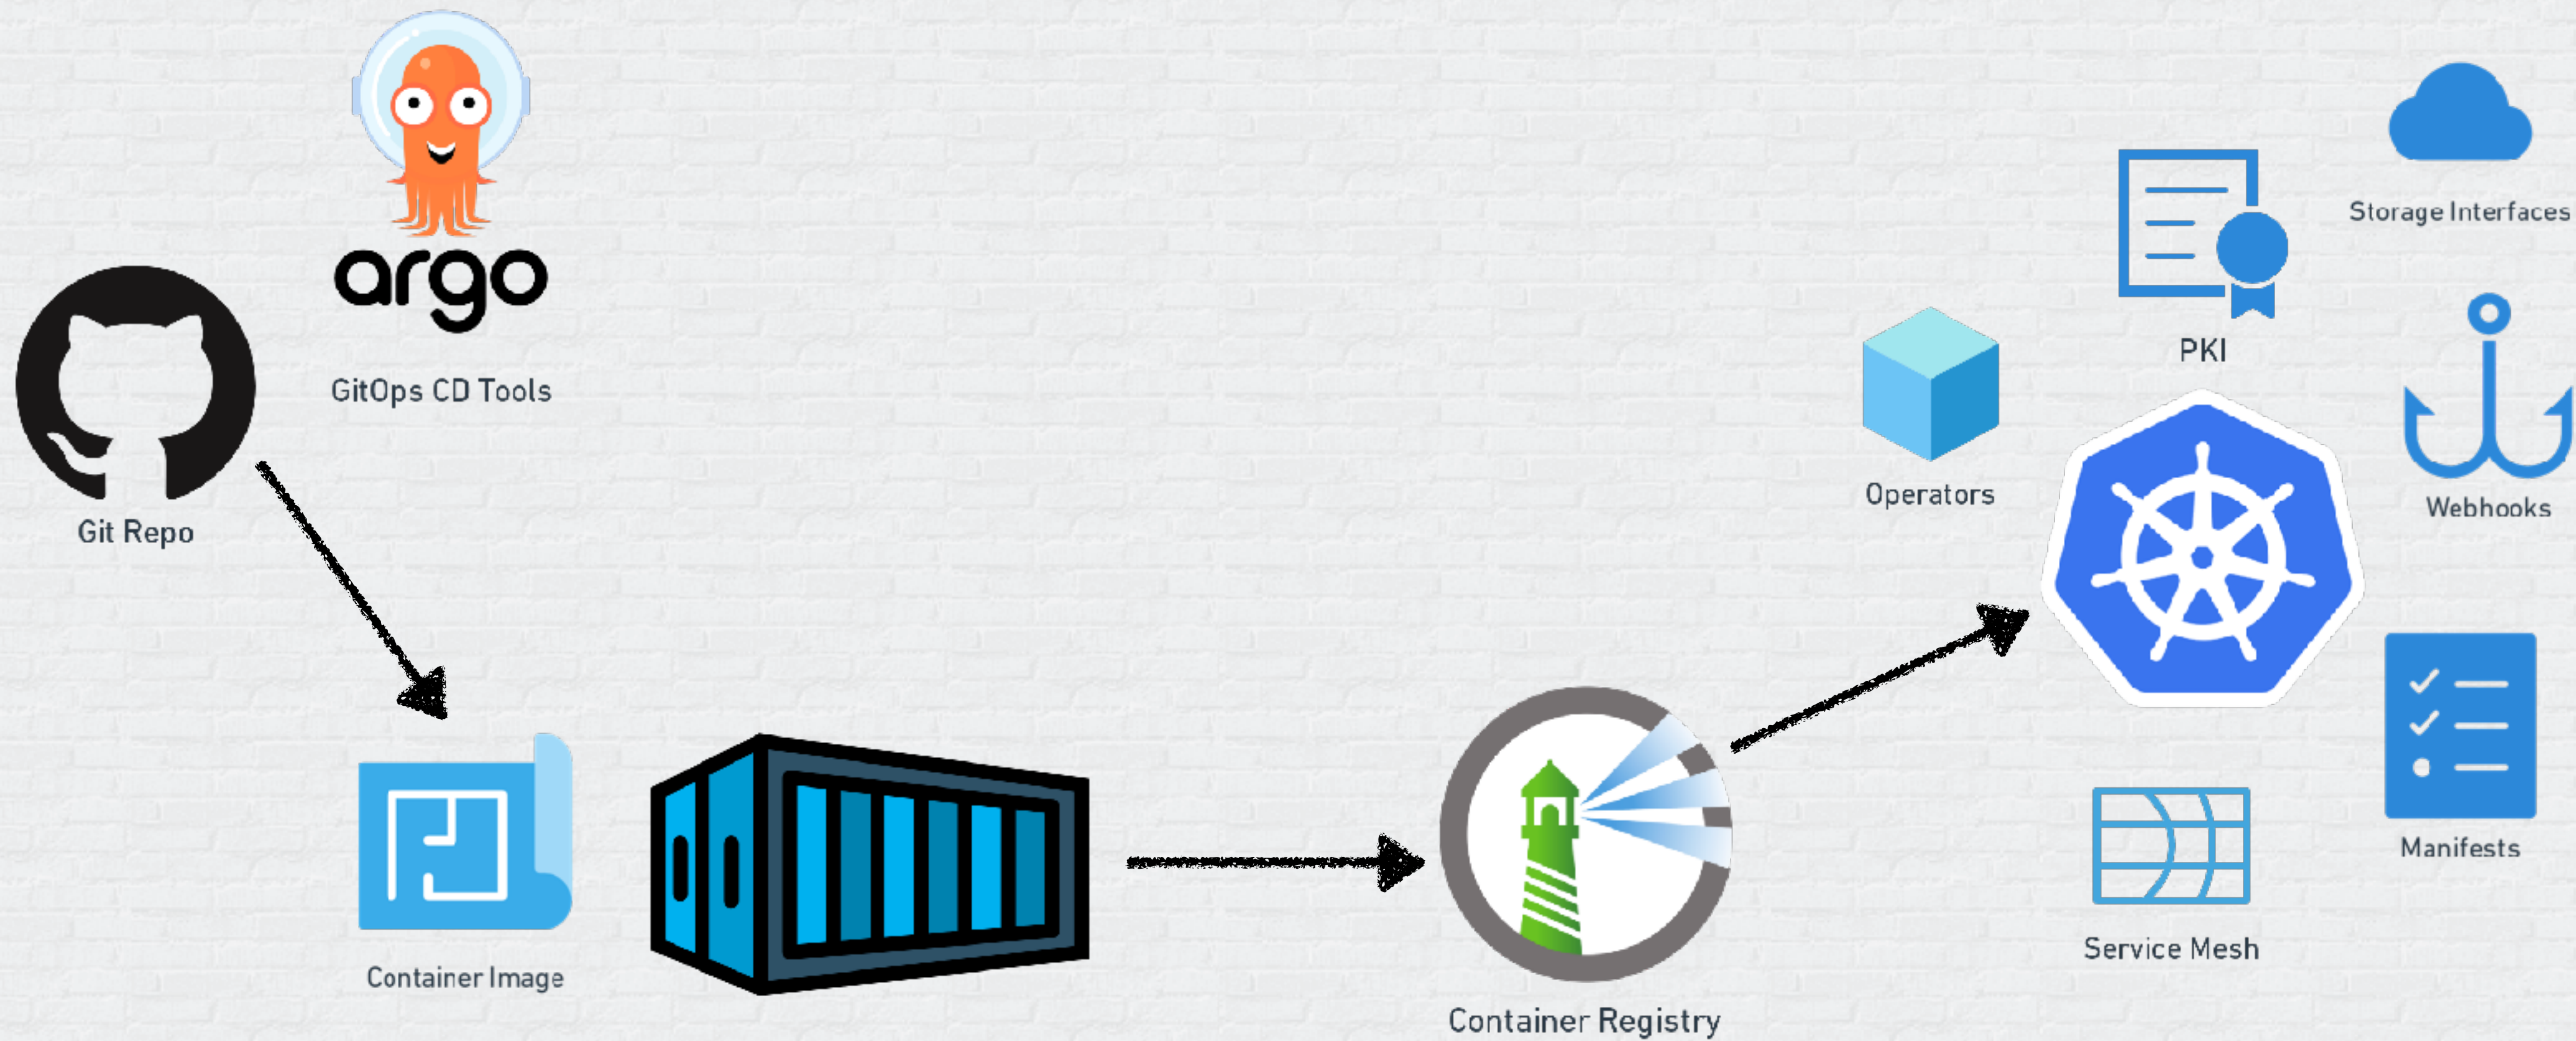 argo
GitOps CD Tools
Git Repo
Container Image
Container Registry
Operators
PKI
Storage Interfaces
Webhooks
Manifests
Service Mesh